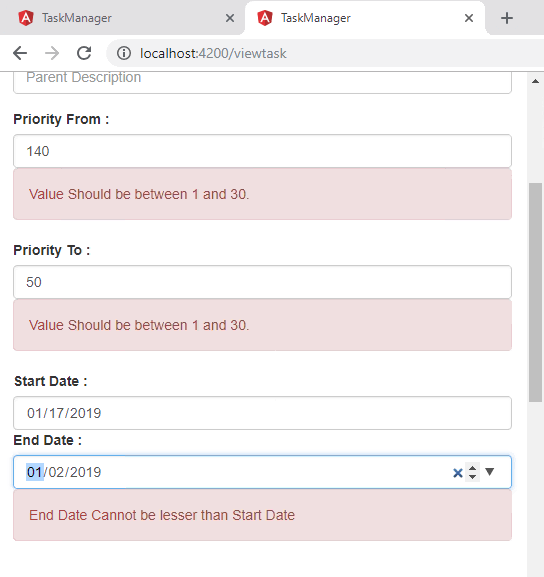 TaskManager
TaskManager
localhost:4200/viewtask
Parent Description
Priority From :
140
Value Should be between 1 and 30.
Priority To :
50
Value Should be between 1 and 30.
Start Date :
01/17/2019
End Date :
01/02/2019
End Date Cannot be lesser than Start Date